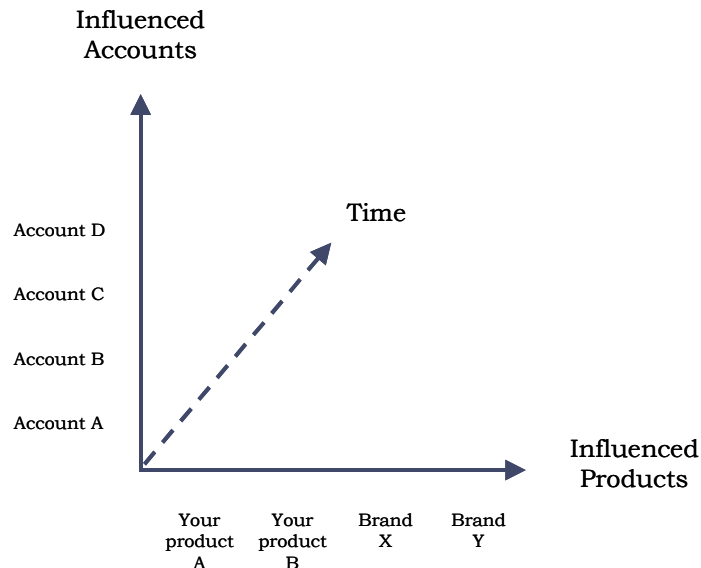 Influenced
Accounts
Time
Account D
Account C
Account B
Account A
Influenced
Products
Your
product
A
Your
product
B
Brand
X
Brand
Y